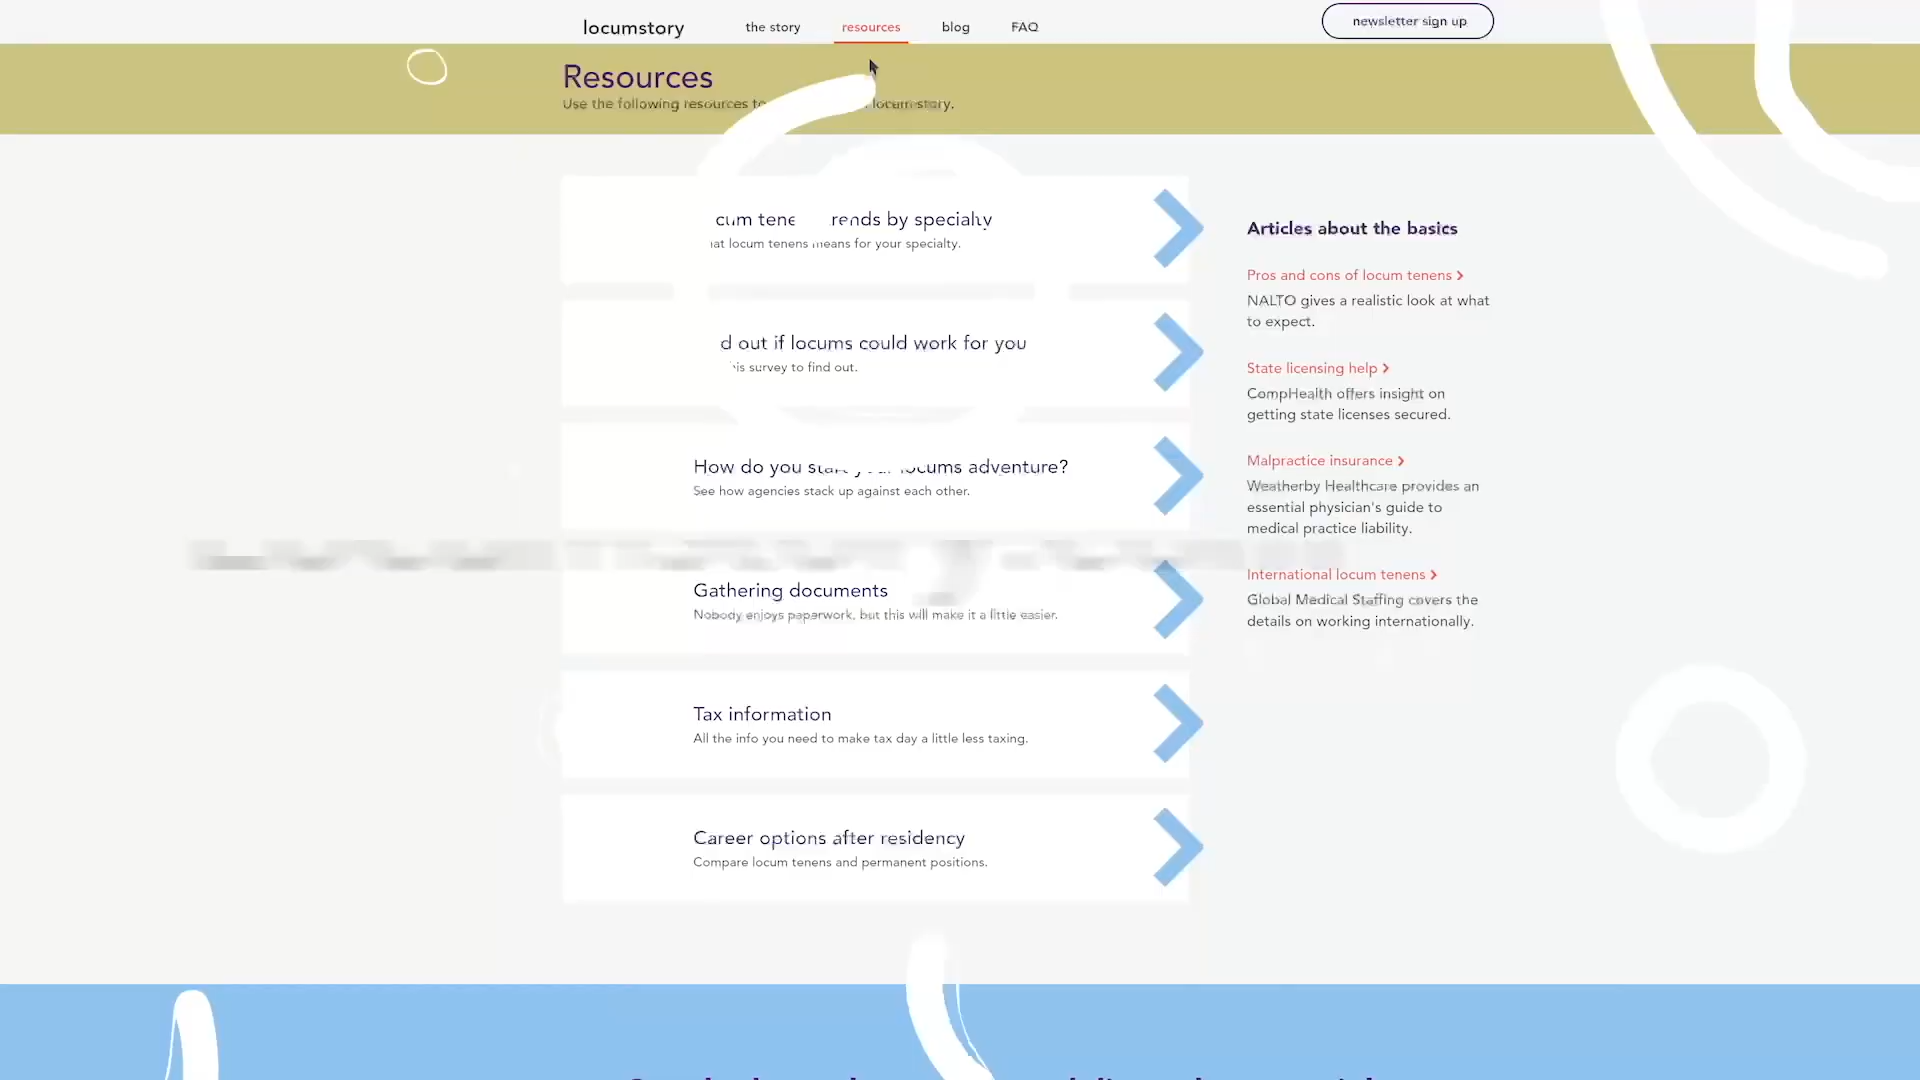 locumstory the story resources blog FAQ newsletter sign up
Resources
Use the following resources to locum story.
rends by specialty
locum tenens means for your specialty.
out if locums could work for you
survey to find out.
How do you locums adventure?
See how agencies stack up against each other.
Gathering documents
Nobody enjoys paperwork, but this will make it a little easier.
Tax information
All the info you need to make tax day a little less taxing.
Career options after residency
Compare locum tenens and permanent positions.
Articles about the basics
Pros and cons of locum tenens
NALTO gives a realistic look at what
to expect.
State licensing help
CompHealth offers insight on
getting state licenses secured.
Malpractice insurance
Weatherby Healthcare provides an
essential physician's guide to
medical practice liability.
International locum tenens
Global Medical Staffing covers the
details on working internationally.